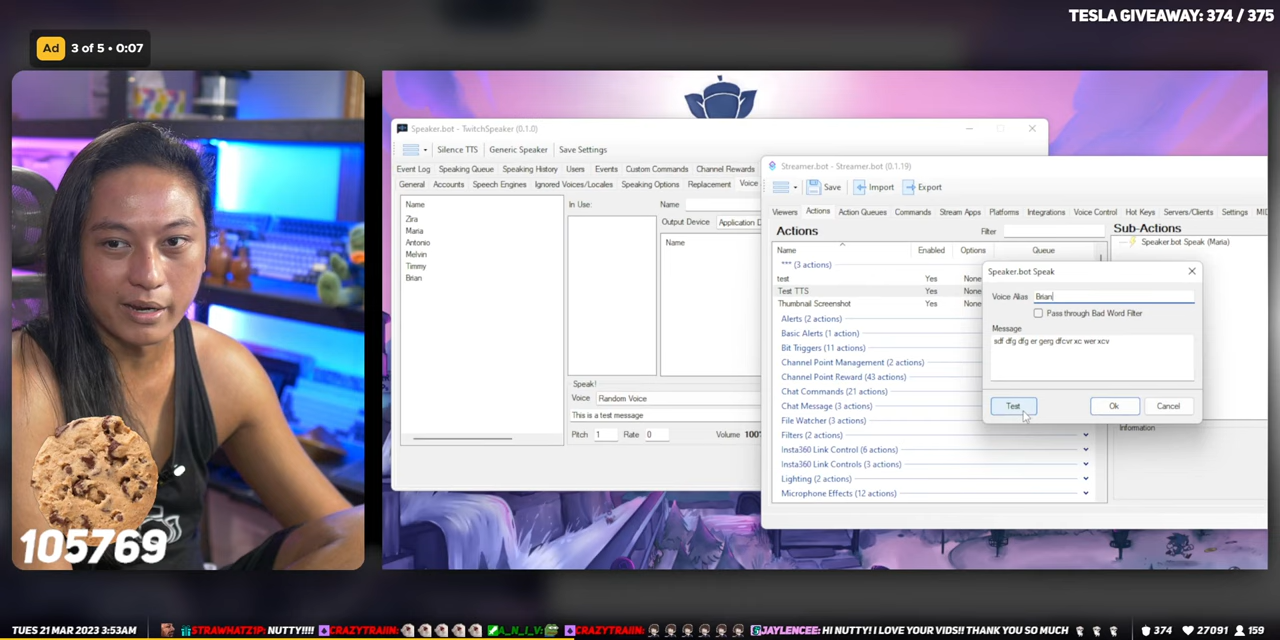 TESLA GIVEAWAY: 374 / 375
Ad 3 of 5 • 0:07
Speaker.bot - TwitchSpeaker (0.1.0)
Silence TTS Generic Speaker Save Settings
Event Log Speaking Queue Speaking History Users Events Custom Commands Channel Rewards
General Accounts Speech Engines Ignored Voices/Locales Speaking Options Replacement Voice
Name
Zira
Maria
Antonio
Melvin
Timmy
Brian
In Use:
Name
Output Device Application D
Name
Speak!
Voice Random Voice
This is a test message
Pitch 1 Rate 0 Volume 100
Streamer.bot - Streamer.bot (0.1.19)
Save Import Export
Viewers Actions Action Queues Commands Stream Apps Platforms Integrations Voice Control Hot Keys Servers/Clients Settings MI
Actions
Filter
Name Enabled Options Queue
*** (3 actions)
test Yes None
Test TTS Yes None
Thumbnail Screenshot Yes None
Alerts (2 actions)
Basic Alerts (1 action)
Bit Triggers (11 actions)
Channel Point Management (2 actions)
Channel Point Reward (43 actions)
Chat Commands (21 actions)
Chat Message (3 actions)
File Watcher (3 actions)
Filters (2 actions)
Insta360 Link Control (6 actions)
Insta360 Link Controls (3 actions)
Lighting (2 actions)
Microphone Effects (12 actions)
Sub-Actions
Speaker.bot Speak (Maria)
Speaker.bot Speak
Voice Alias Brian
Pass through Bad Word Filter
Message
sdf dfg dfg er gerg dfcvr xc wer xcv
Test Ok Cancel
Information
105769
TUES 21 MAR 2023 3:53AM STRAWHATZ1P: NUTTY!!!! CRAZYTRAIIN: A_N_I_V: CRAZYTRAIIN: JAYLENCEE: HI NUTTY! I LOVE YOUR VIDS!! THANK YOU SO MUCH 374 27091 159